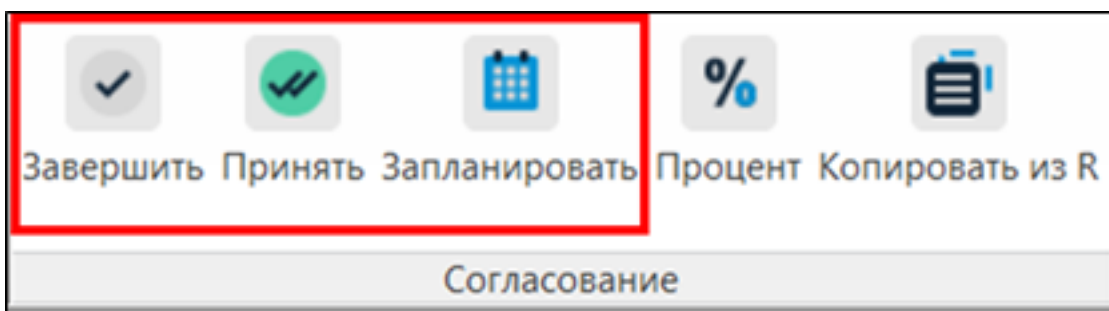 %
Завершить Принять Запланировать Процент Копировать из R
Согласование